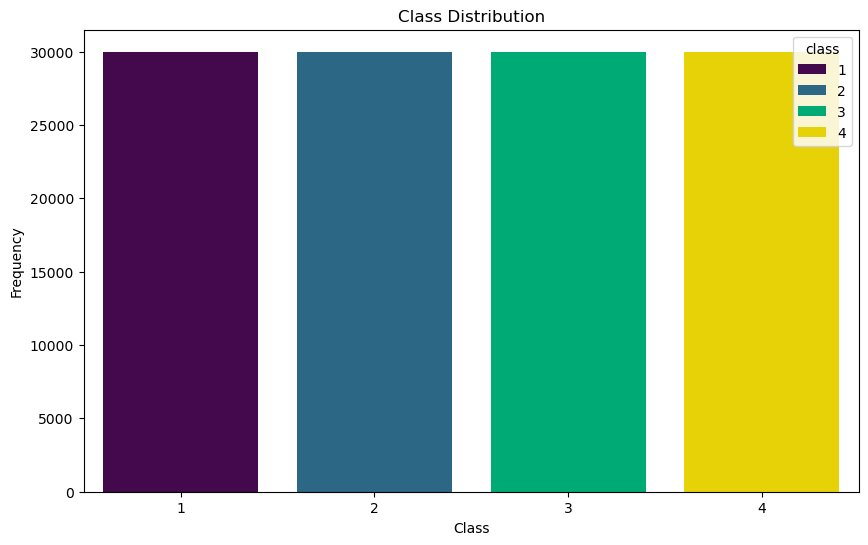 Class Distribution
class
1
2
3
4
30000
25000
20000
15000
10000
5000
0
Frequency
1 2 3 4
Class